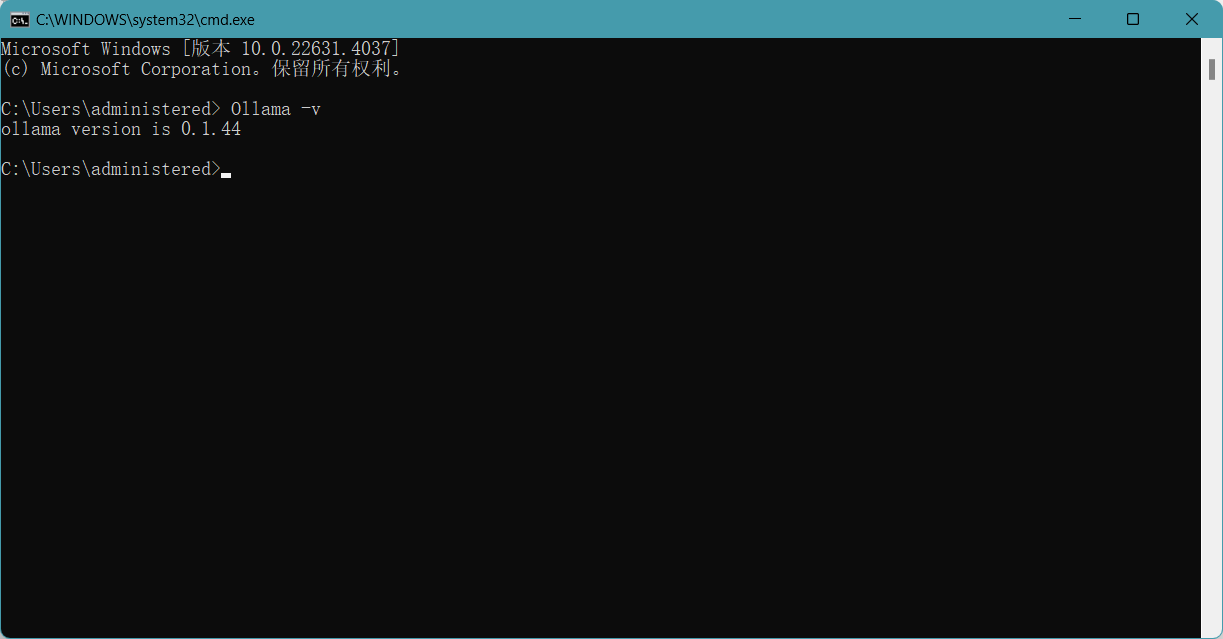 C:\WINDOWS\system32\cmd.exe
Microsoft Windows [版本 10.0.22631.4037]
(c) Microsoft Corporation。保留所有权利。
C:\Users\administered> Ollama -v
ollama version is 0.1.44
C:\Users\administered>